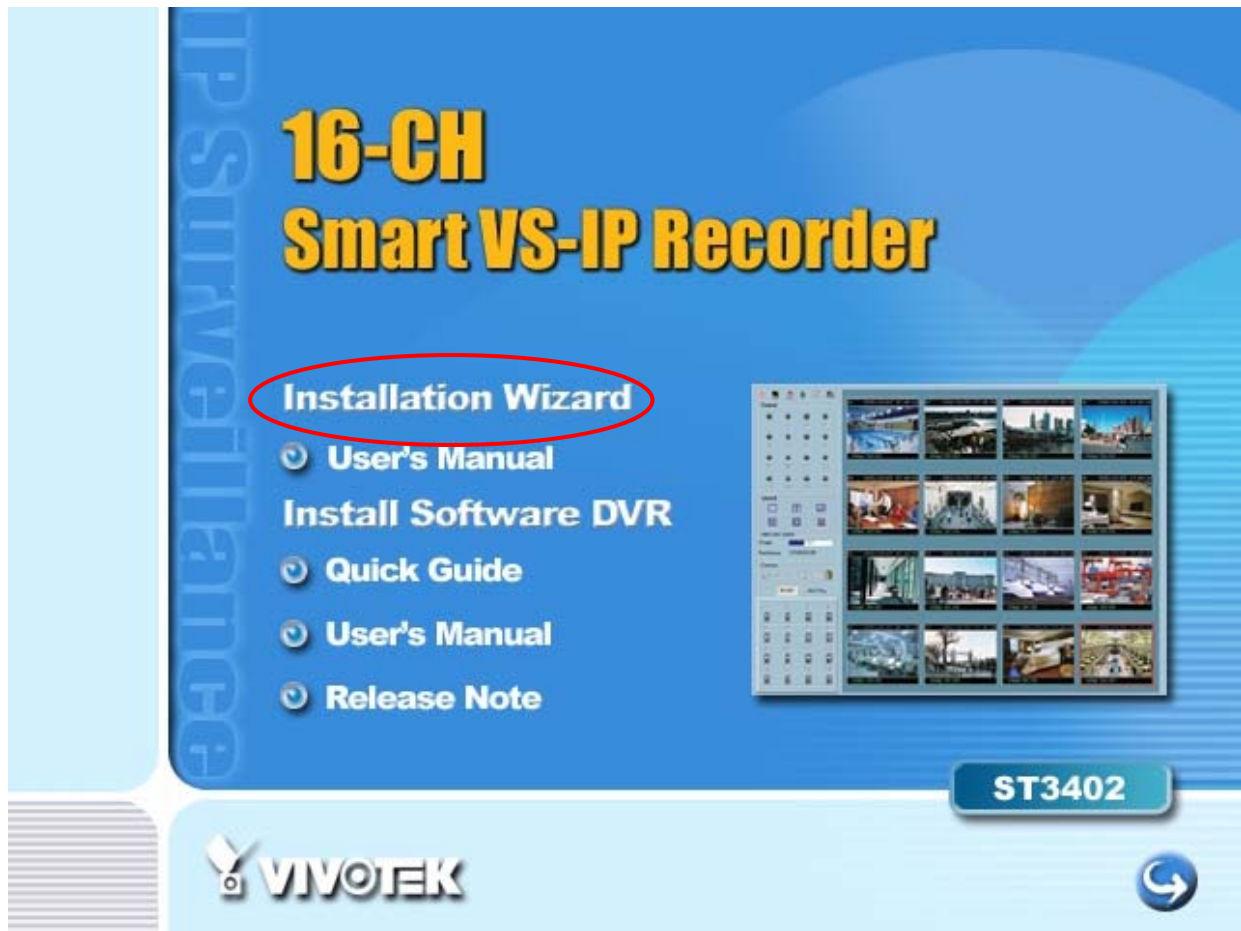 IP Surveillance
16-CH
Smart VS-IP Recorder
Installation Wizard
User's Manual
Install Software DVR
Quick Guide
User's Manual
Release Note
ST3402
VIVOTEK